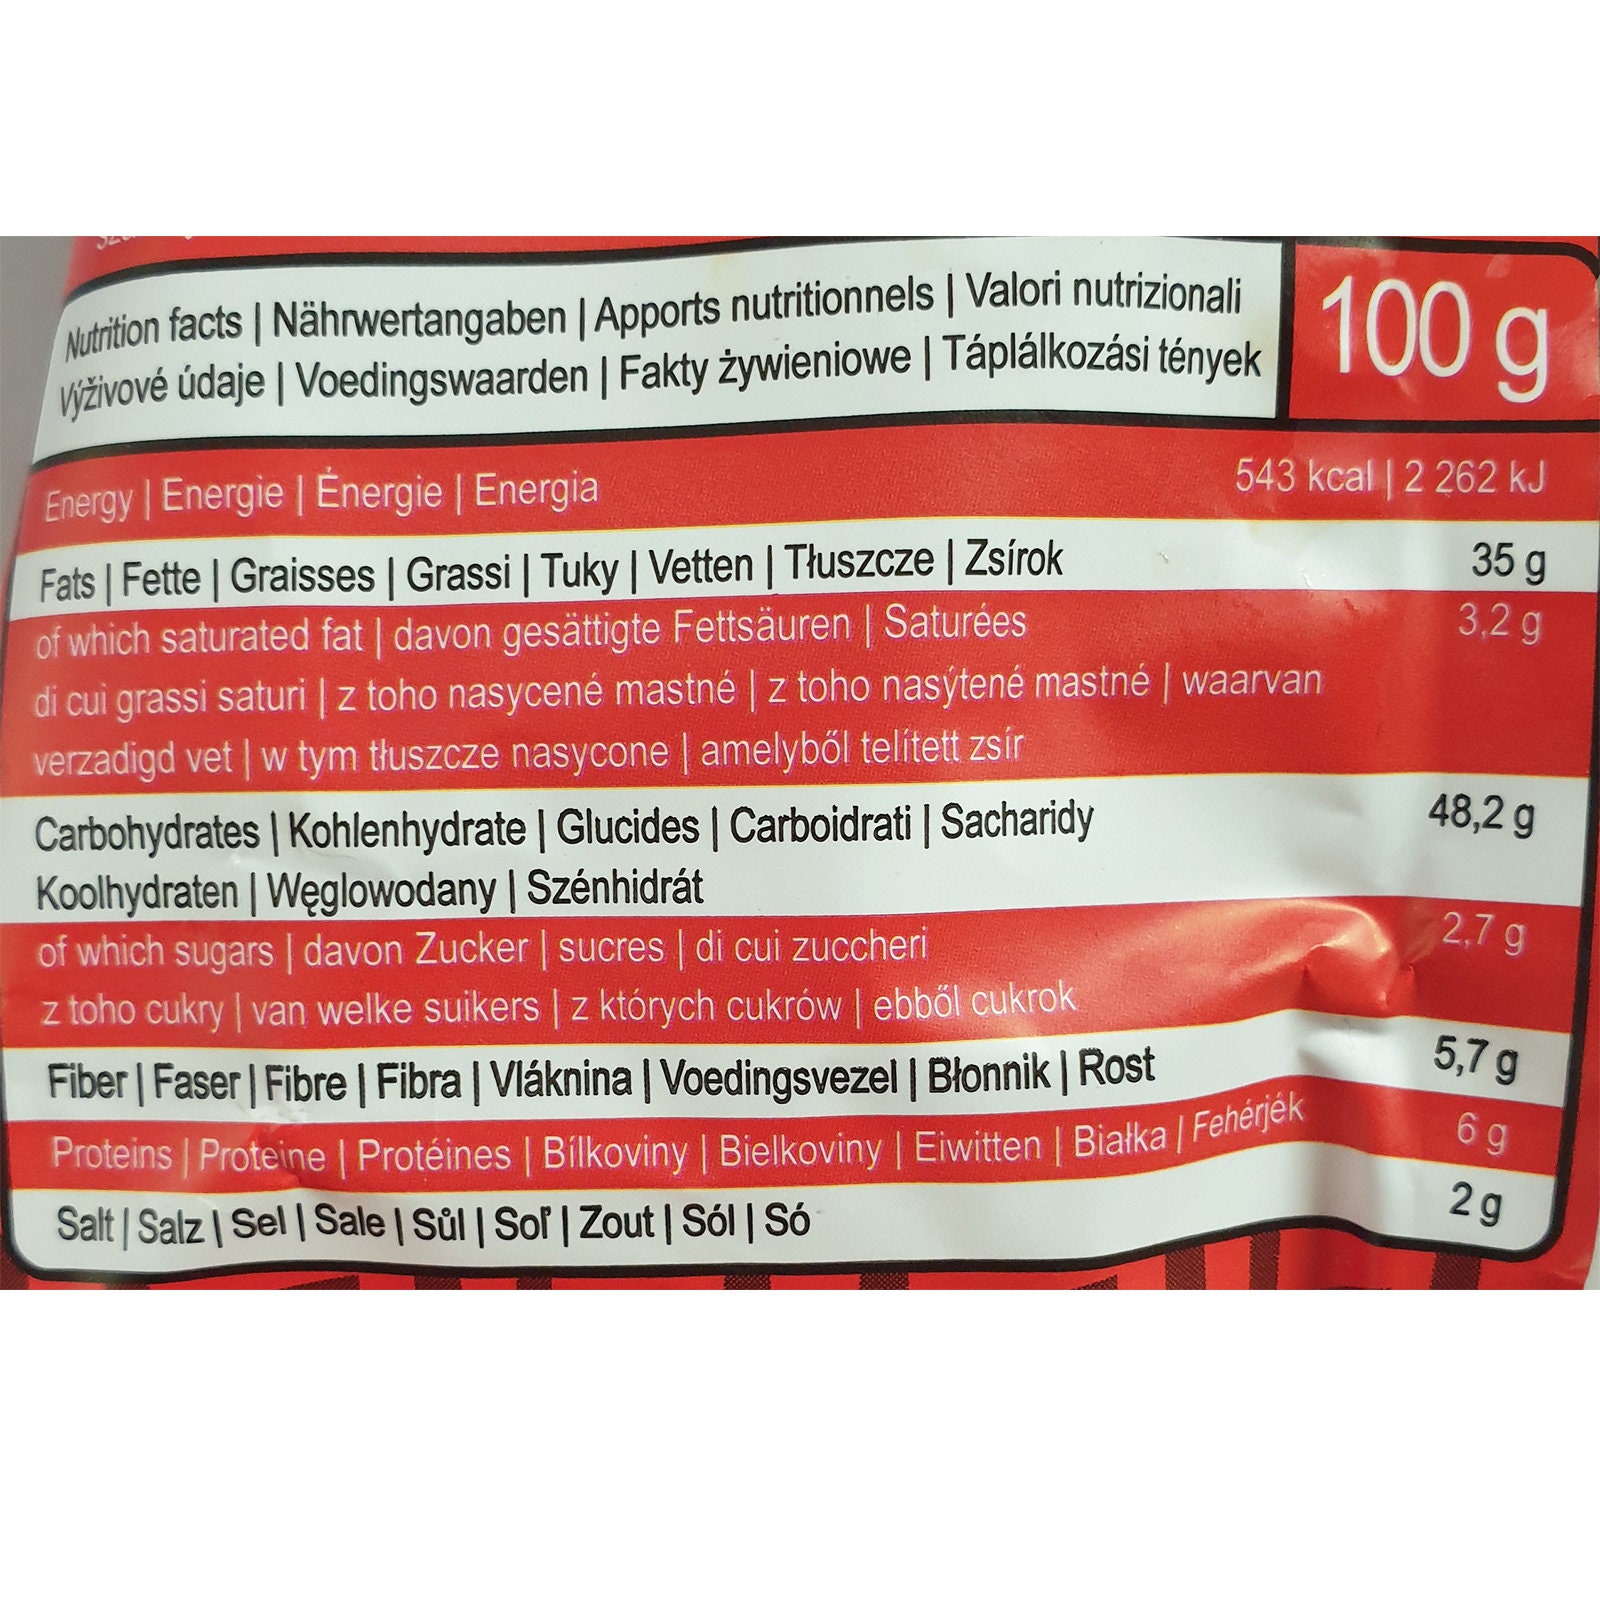 Nutrition facts | Nährwertangaben | Apports nutritionnels | Valori nutrizionali
Výživové údaje | Voedingswaarden | Fakty żywieniowe | Táplálkozási tények
100 g
Energy | Energie | Énergie | Energia 543 kcal | 2 262 kJ
Fats | Fette | Graisses | Grassi | Tuky | Vetten | Tłuszcze | Zsírok 35 g
of which saturated fat | davon gesättigte Fettsäuren | Saturées 3,2 g
di cui grassi saturi | z toho nasycené mastné | z toho nasýtené mastné | waarvan
verzadigd vet | w tym tłuszcze nasycone | amelyből telített zsír
Carbohydrates | Kohlenhydrate | Glucides | Carboidrati | Sacharidy 48,2 g
Koolhydraten | Węglowodany | Szénhidrát
of which sugars | davon Zucker | sucres | di cui zuccheri 2,7 g
z toho cukry | van welke suikers | z których cukrów | ebből cukrok
Fiber | Faser | Fibre | Fibra | Vláknina | Voedingsvezel | Błonnik | Rost 5,7 g
Proteins | Proteine | Protéines | Bílkoviny | Bielkoviny | Eiwitten | Białka | Fehérjék 6 g
Salt | Salz | Sel | Sale | Sůl | Soľ | Zout | Sól | Só 2 g